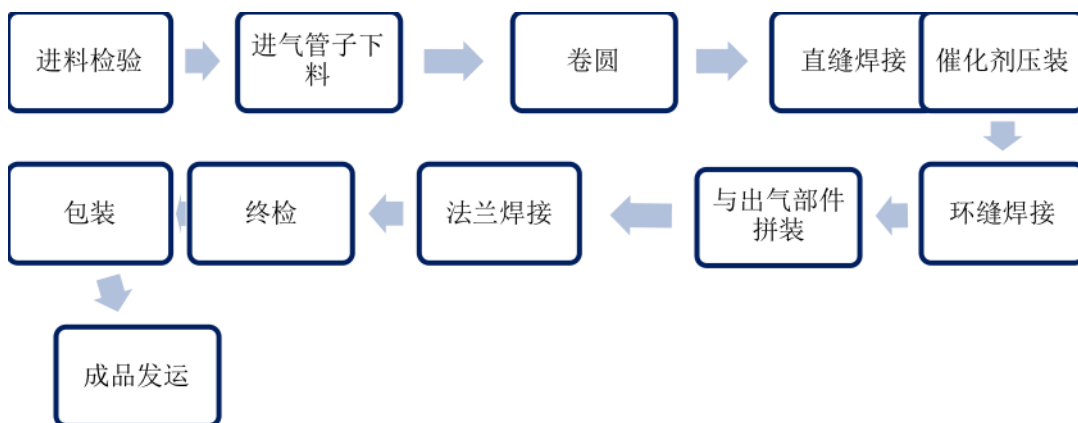 进料检验
进气管子下
料
卷圆
直缝焊接
催化剂压装
环缝焊接
与出气部件
拼装
法兰焊接
终检
包装
成品发运